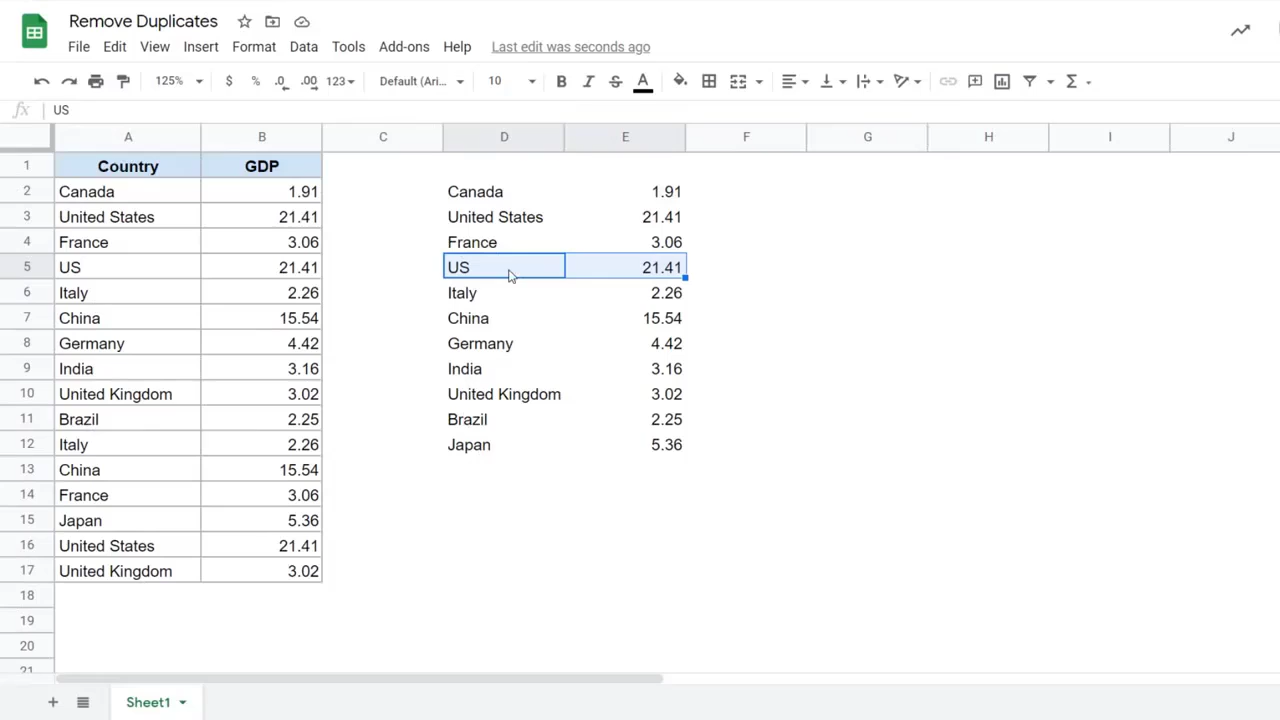 Remove Duplicates
File Edit View Insert Format Data Tools Add-ons Help Last edit was seconds ago
125% $ % .0 .00 123 Default (Ari... 10 B I S A Σ
fx US
A B C D E F G H I J
1 Country GDP
2 Canada 1.91 Canada 1.91
3 United States 21.41 United States 21.41
4 France 3.06 France 3.06
5 US 21.41 US 21.41
6 Italy 2.26 Italy 2.26
7 China 15.54 China 15.54
8 Germany 4.42 Germany 4.42
9 India 3.16 India 3.16
10 United Kingdom 3.02 United Kingdom 3.02
11 Brazil 2.25 Brazil 2.25
12 Italy 2.26 Japan 5.36
13 China 15.54
14 France 3.06
15 Japan 5.36
16 United States 21.41
17 United Kingdom 3.02
18
19
20
21
+ Sheet1